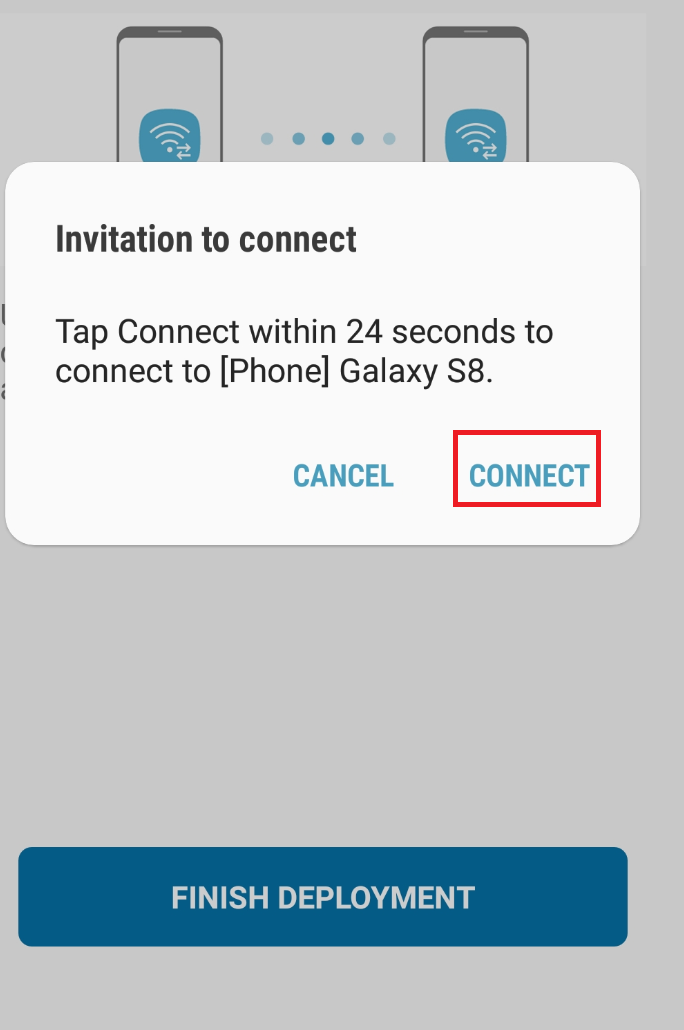 Invitation to connect
Tap Connect within 24 seconds to
connect to [Phone] Galaxy S8.
CANCEL
CONNECT
FINISH DEPLOYMENT